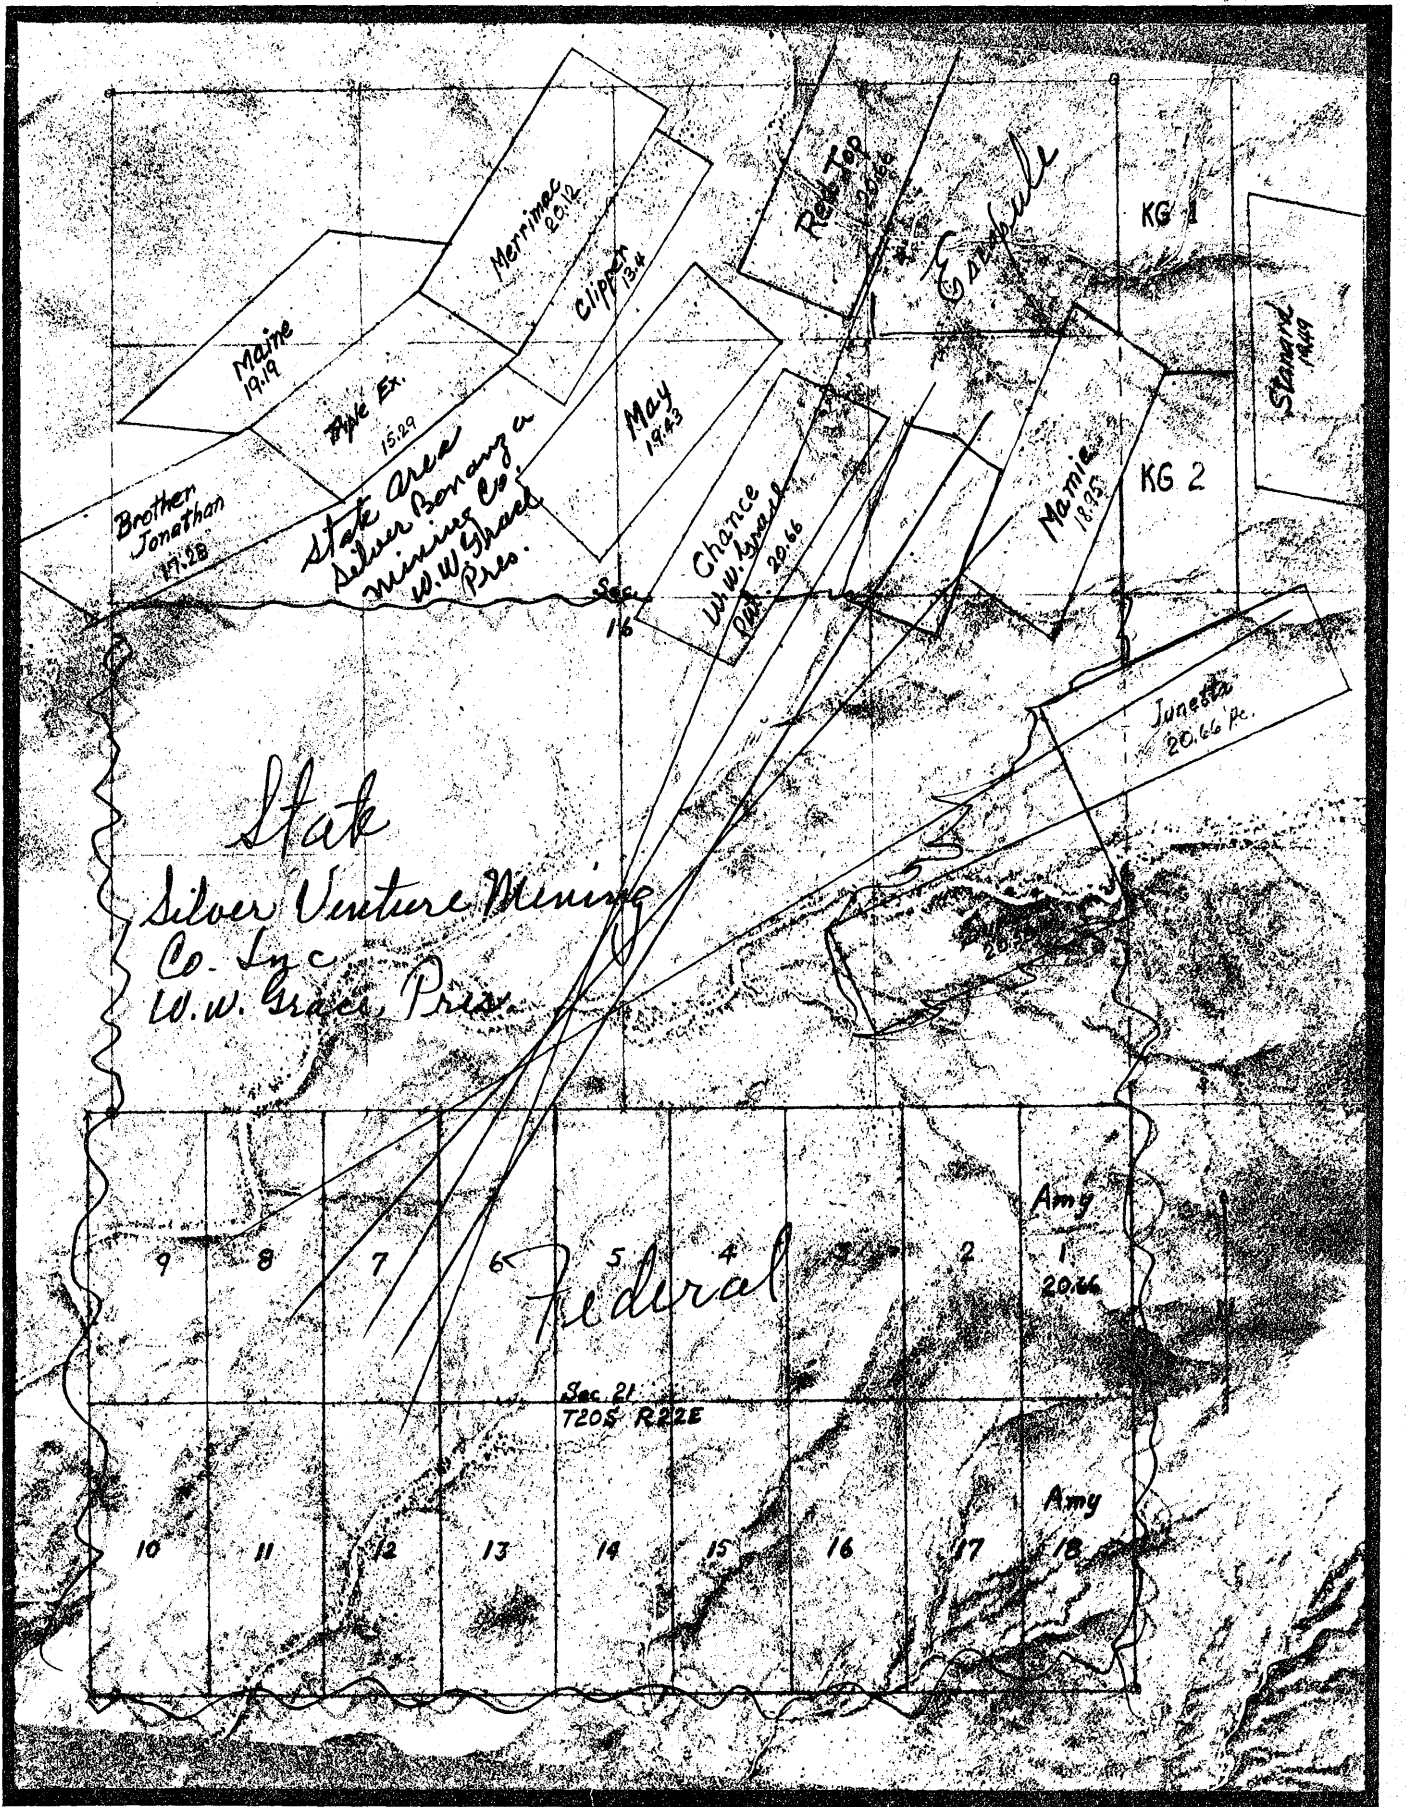 Merrimac
20.12
Clipper
13.4
Red Top
20.66
KG 1
Maine
19.19
Ex.
15.29
May
19.43
Standard
19.19
Brother
Jonathan
17.28
State area
Silver Bonanza
Mining Co.
W.W. Grace
Pres.
Chance
W.W.
20.66
Mamie
18.95
KG 2
Sec
16
Junetta
20.66 Ac.
State
Silver Venture Mining
Co. Inc
W.W. Grace, Pres.
Amy
9 8 7 6 5 4 3 2 1
20.66
Federal
Sec 21
T20S R22E
Amy
10 11 12 13 14 15 16 17 18